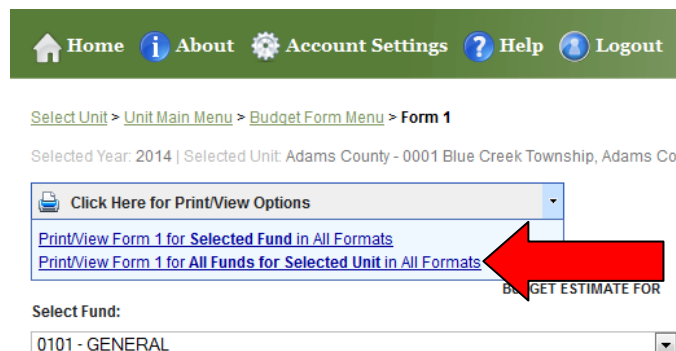 Home About Account Settings Help Logout
Select Unit > Unit Main Menu > Budget Form Menu > Form 1
Selected Year: 2014 | Selected Unit: Adams County - 0001 Blue Creek Township, Adams Co
Click Here for Print/View Options
Print/View Form 1 for Selected Fund in All Formats
Print/View Form 1 for All Funds for Selected Unit in All Formats
BUDGET ESTIMATE FOR
Select Fund:
0101 - GENERAL